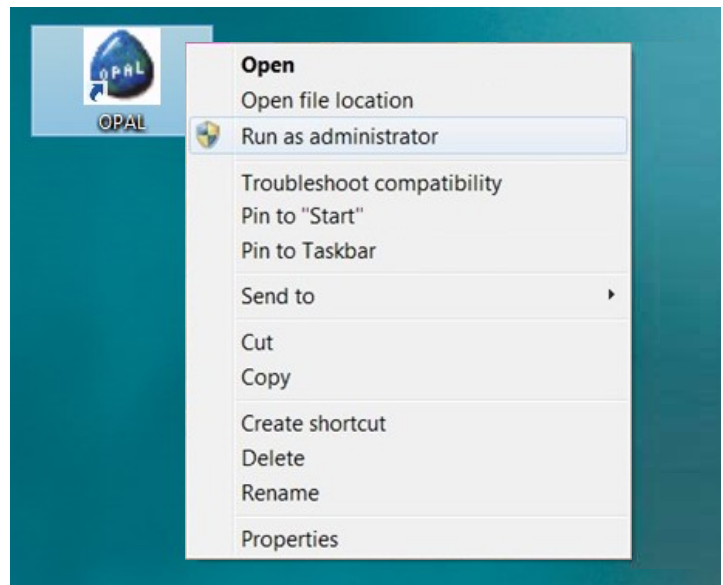 OPAL
OPAL
Open
Open file location
Run as administrator
Troubleshoot compatibility
Pin to "Start"
Pin to Taskbar
Send to
Cut
Copy
Create shortcut
Delete
Rename
Properties